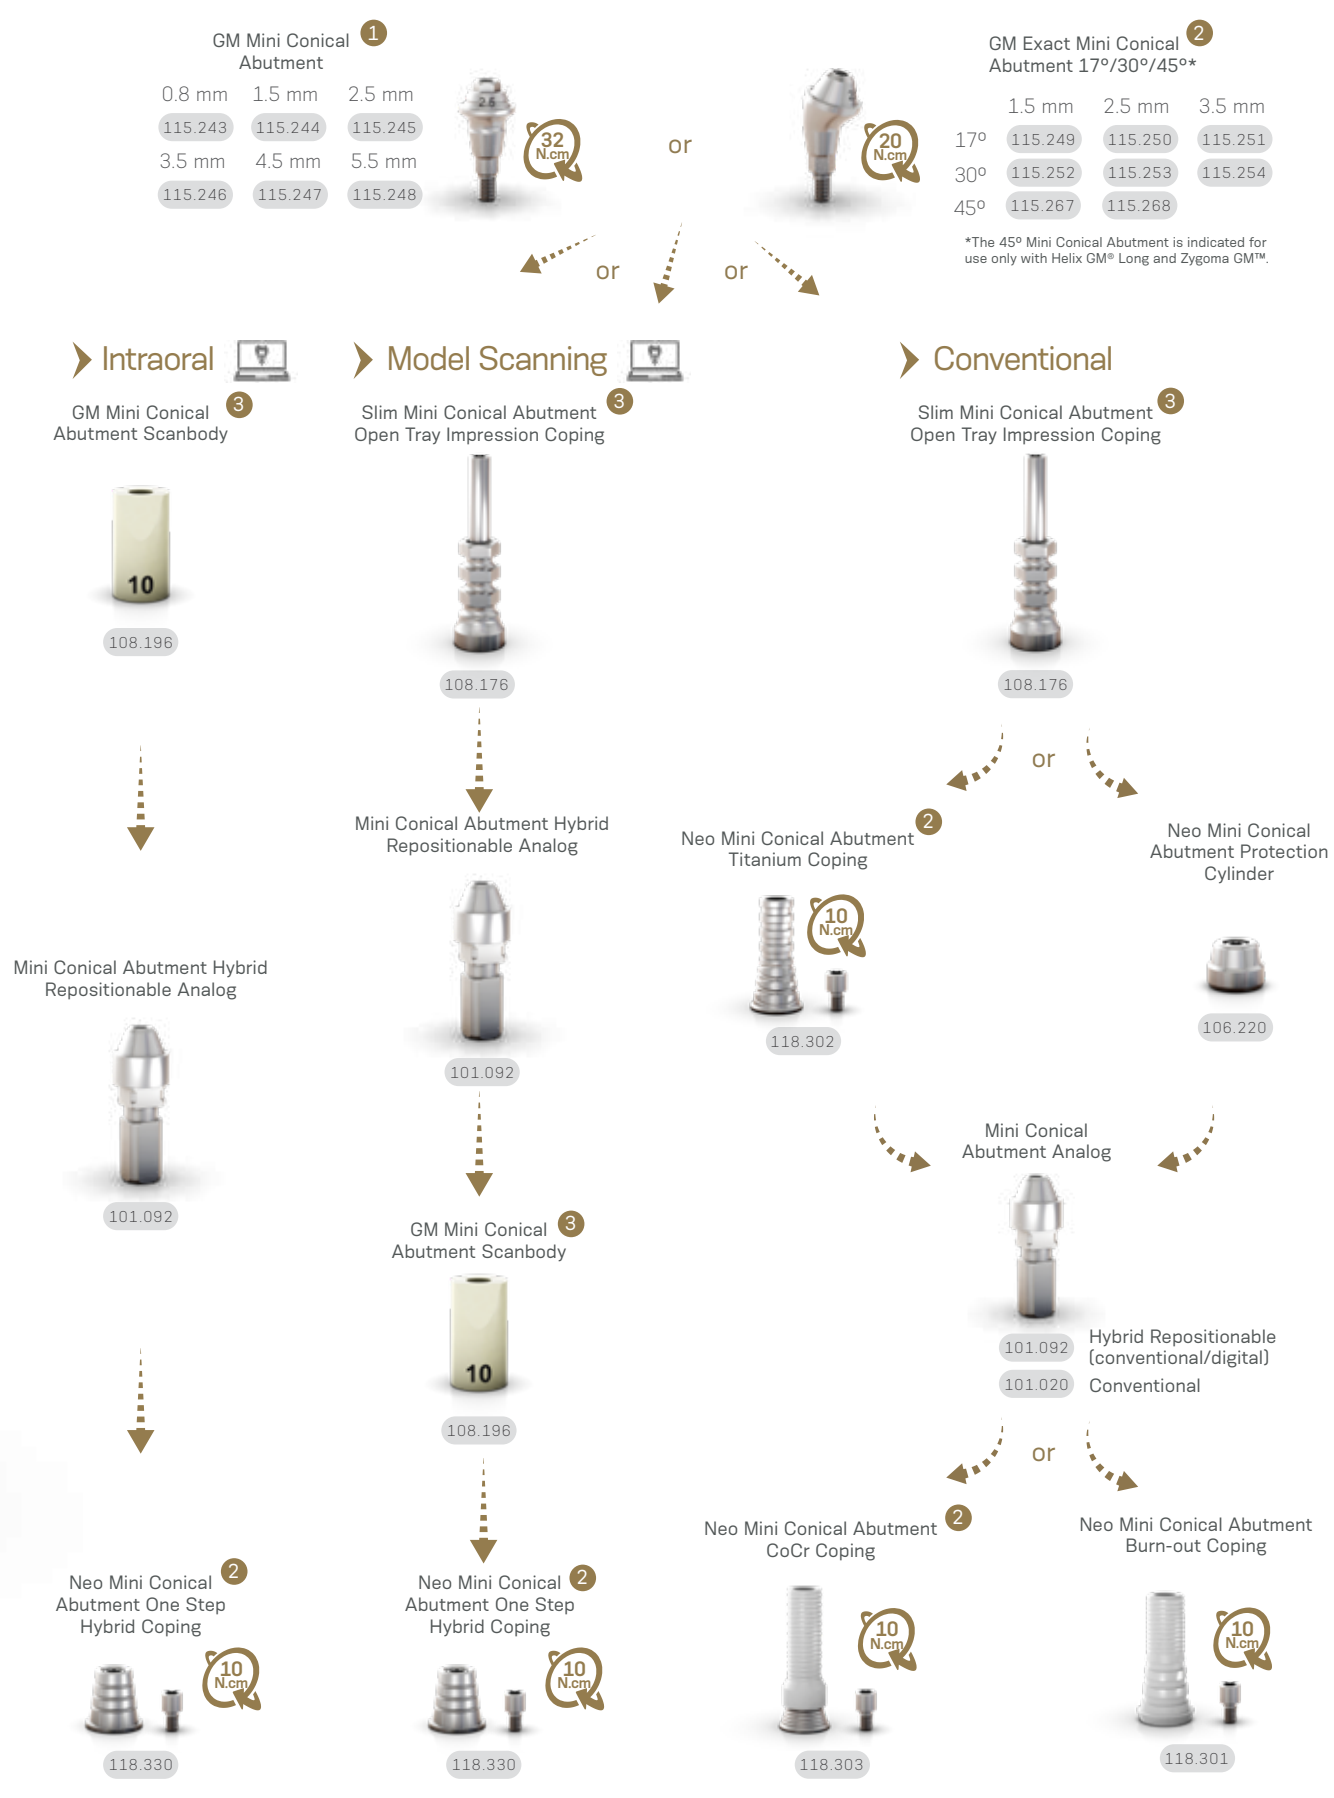 GM Mini Conical 1
Abutment
0.8 mm 1.5 mm 2.5 mm
115.243 115.244 115.245
3.5 mm 4.5 mm 5.5 mm
115.246 115.247 115.248
2.5
32
N.cm
or
20
N.cm
GM Exact Mini Conical 2
Abutment 17º/30º/45º*
1.5 mm 2.5 mm 3.5 mm
17º 115.249 115.250 115.251
30º 115.252 115.253 115.254
45º 115.267 115.268
*The 45º Mini Conical Abutment is indicated for
use only with Helix GM® Long and Zygoma GM™.
or
or
Intraoral
GM Mini Conical 3
Abutment Scanbody
10
108.196
Mini Conical Abutment Hybrid
Repositionable Analog
101.092
Neo Mini Conical 2
Abutment One Step
Hybrid Coping
10
N.cm
118.330
Model Scanning
Slim Mini Conical Abutment 3
Open Tray Impression Coping
108.176
Mini Conical Abutment Hybrid
Repositionable Analog
101.092
GM Mini Conical 3
Abutment Scanbody
10
108.196
Neo Mini Conical 2
Abutment One Step
Hybrid Coping
10
N.cm
118.330
Conventional
Slim Mini Conical Abutment 3
Open Tray Impression Coping
108.176
or
Neo Mini Conical Abutment 2
Titanium Coping
10
N.cm
118.302
Neo Mini Conical
Abutment Protection
Cylinder
106.220
Mini Conical
Abutment Analog
101.092 Hybrid Repositionable
(conventional/digital)
101.020 Conventional
or
Neo Mini Conical Abutment 2
CoCr Coping
10
N.cm
118.303
Neo Mini Conical Abutment
Burn-out Coping
10
N.cm
118.301